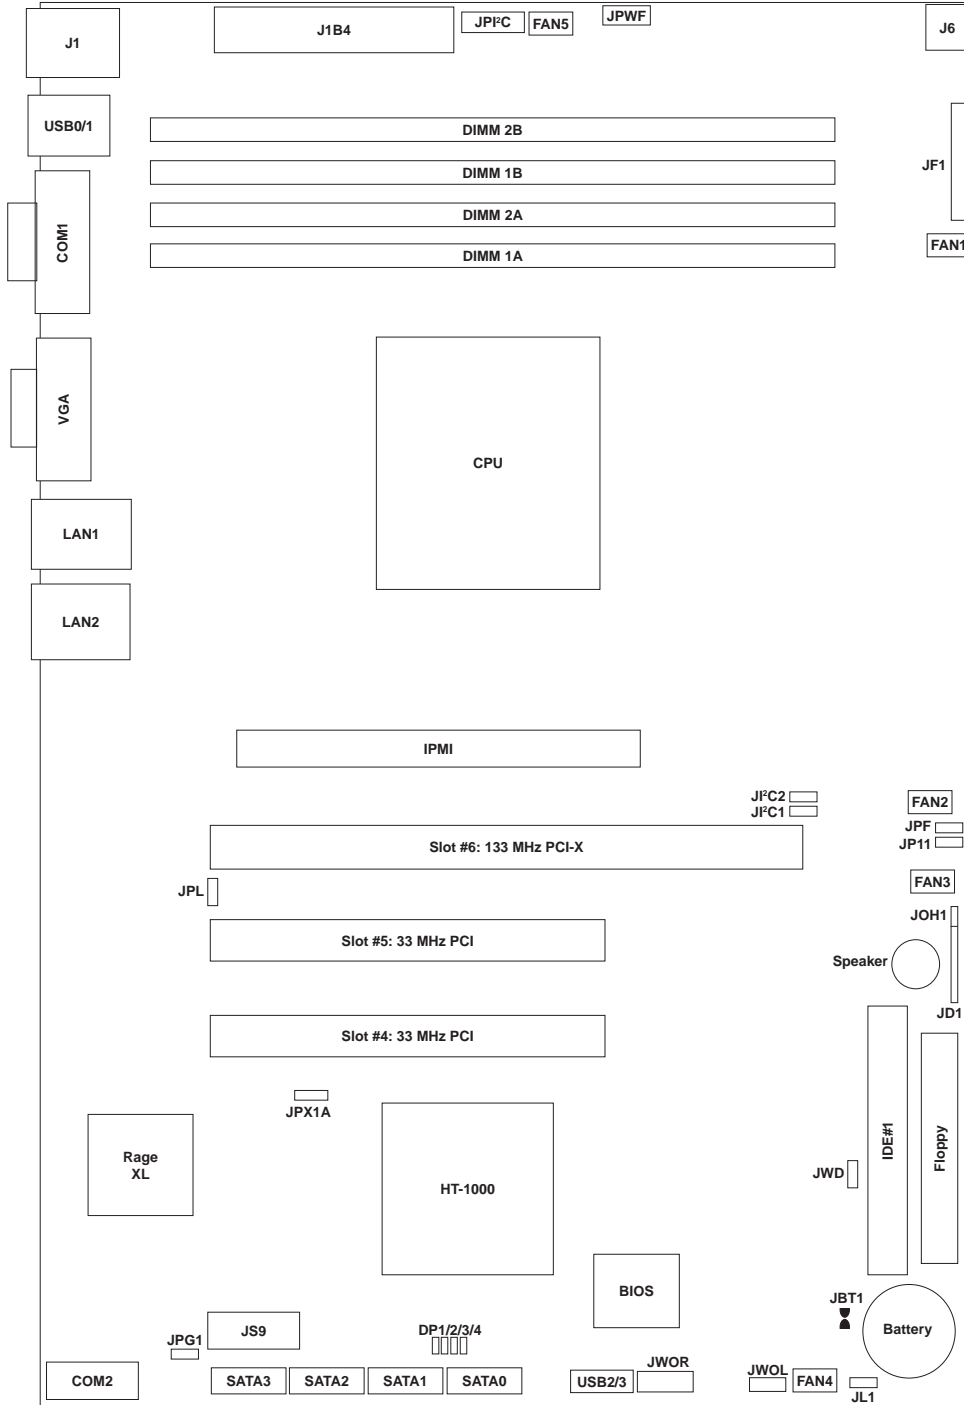 J1
J1B4
JPI²C
FAN5
JPWF
J6
USB0/1
DIMM 2B
DIMM 1B
JF1
DIMM 2A
COM1
FAN1
DIMM 1A
VGA
CPU
LAN1
LAN2
IPMI
JI²C2
JI²C1
FAN2
JPF
JP11
Slot #6: 133 MHz PCI-X
JPL
FAN3
JOH1
Slot #5: 33 MHz PCI
Speaker
JD1
Slot #4: 33 MHz PCI
JPX1A
IDE#1
Floppy
Rage
XL
JWD
HT-1000
BIOS
JBT1
Battery
JS9
DP1/2/3/4
JPG1
JWOR
JWOL
COM2
SATA3
SATA2
SATA1
SATA0
USB2/3
FAN4
JL1